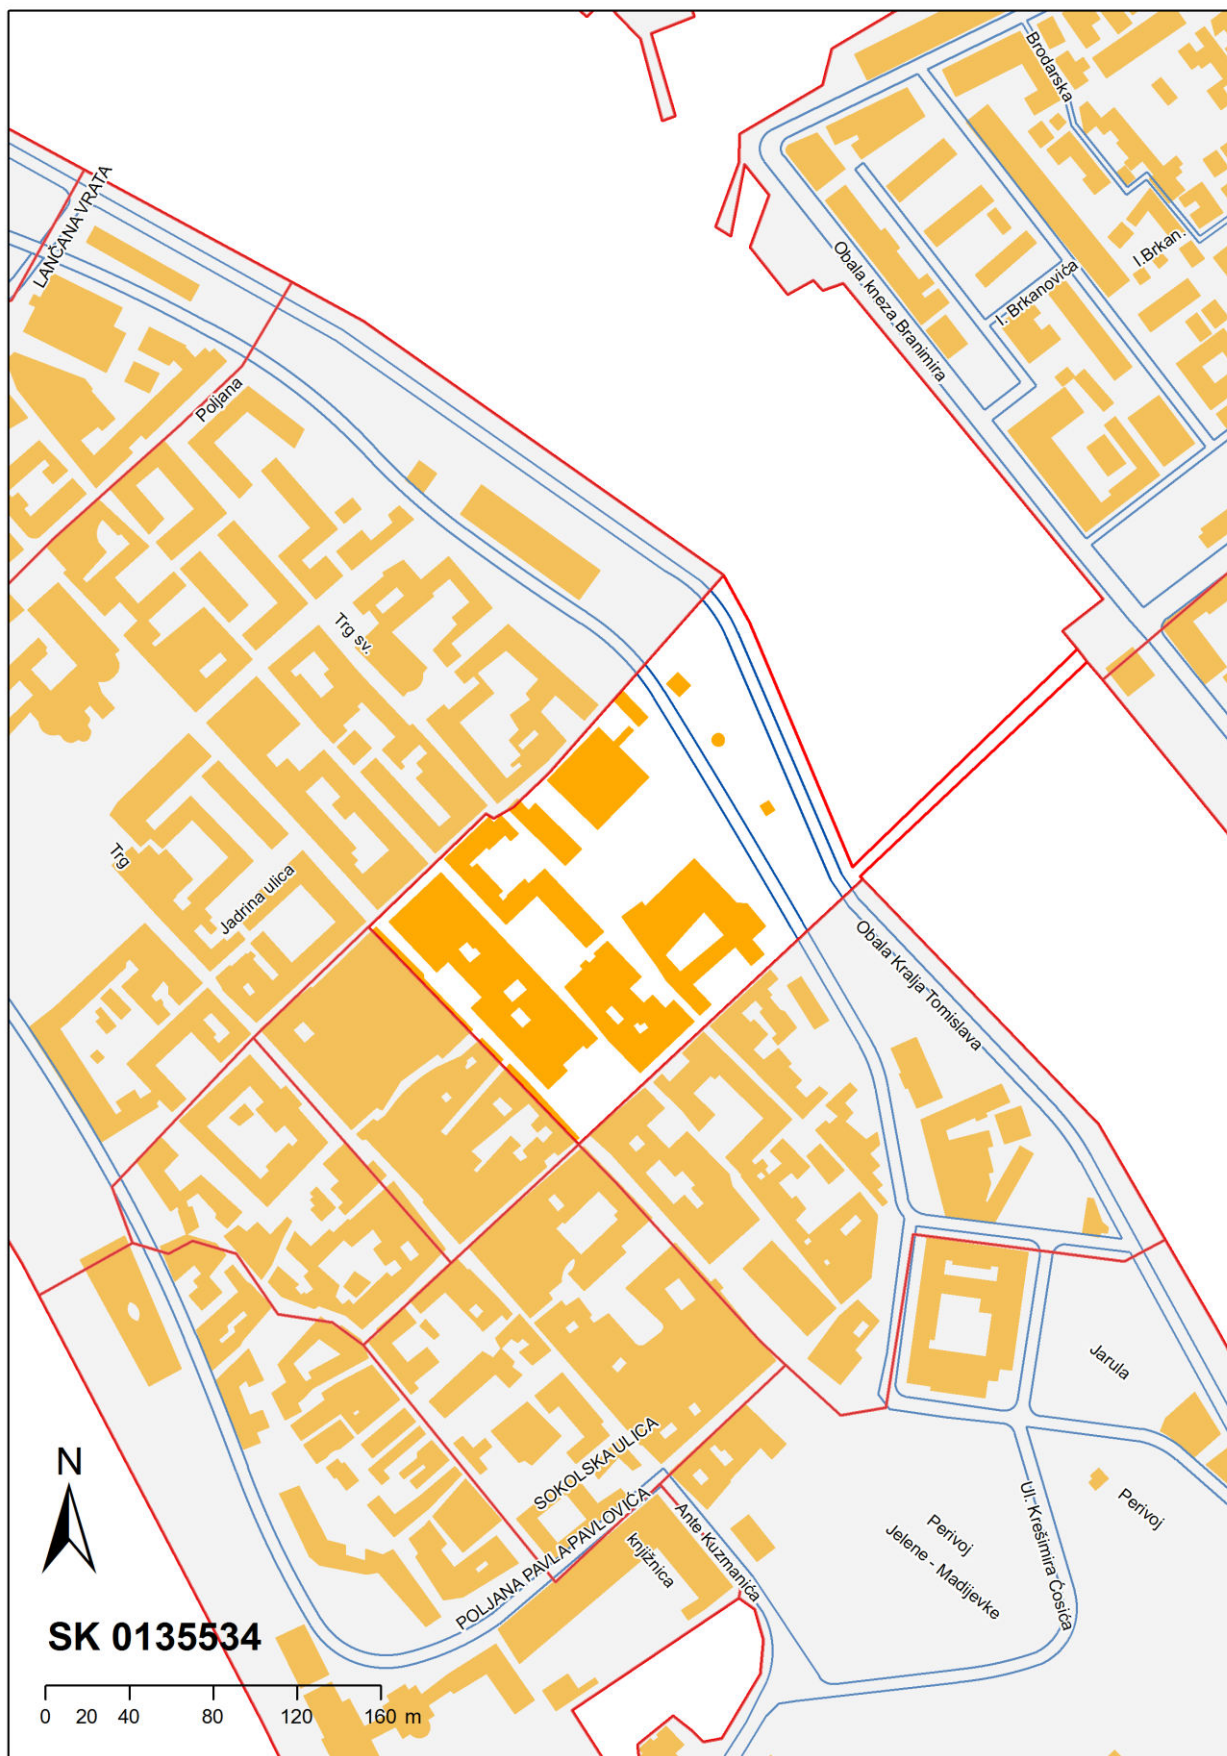 Brodarska
LANČANA VRATA
I.Brkan.
Obala kneza Branimira
I. Brkanovića
Poljana
Trg sv.
Trg
Jadrina ulica
Obala Kralja Tomislava
Jarula
SOKOLSKA ULICA
POLJANA PAVLA PAVLOVIĆA
Ante Kuzmanića
knjižnica
Perivoj
Jelene - Madijevke
Ul. Krešimira Ćosića
Perivoj
N
SK 0135534
0 20 40 80 120 160 m